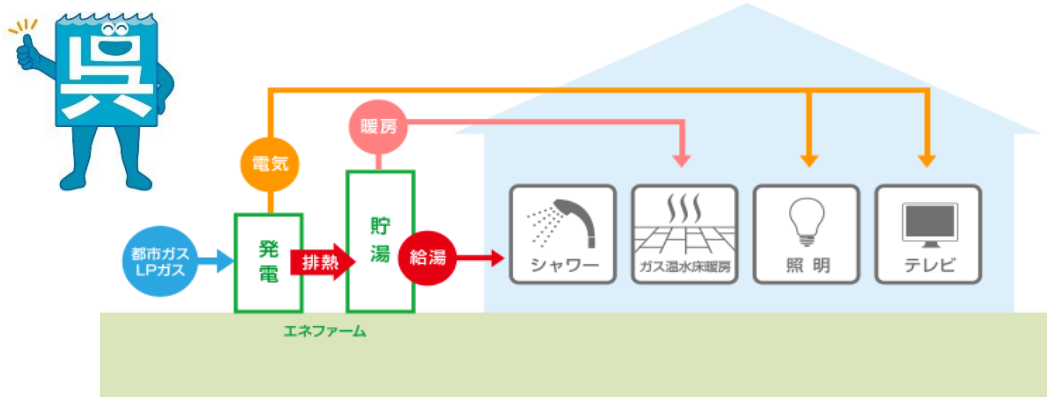 呉
電気
暖房
都市ガス
LPガス
発電
排熱
貯湯
給湯
シャワー
ガス温水床暖房
照明
テレビ
エネファーム